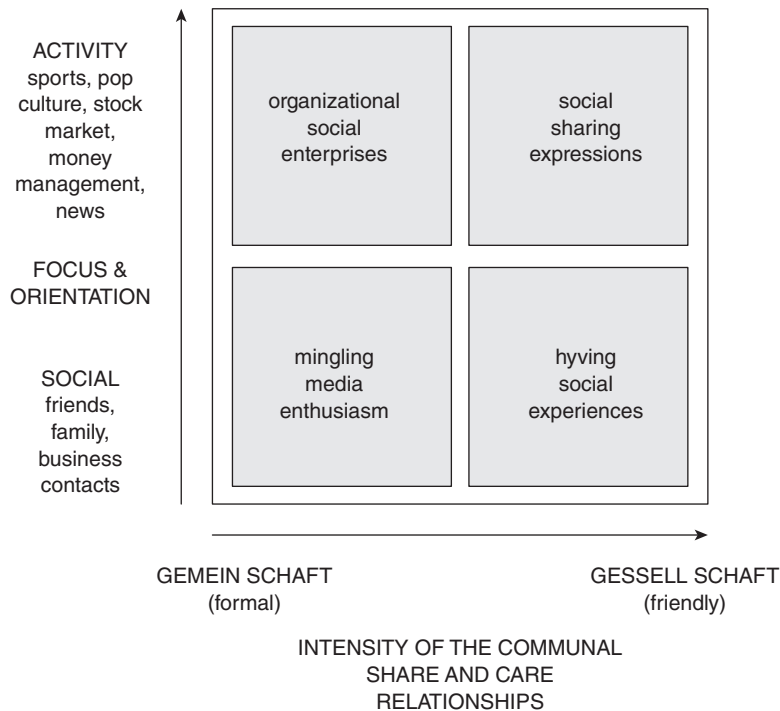 ACTIVITY
sports, pop
culture, stock
market,
money
management,
news
FOCUS &
ORIENTATION
SOCIAL
friends,
family,
business
contacts
organizational
social
enterprises
social
sharing
expressions
mingling
media
enthusiasm
hyving
social
experiences
GEMEIN SCHAFT
(formal)
GESSELL SCHAFT
(friendly)
INTENSITY OF THE COMMUNAL
SHARE AND CARE
RELATIONSHIPS